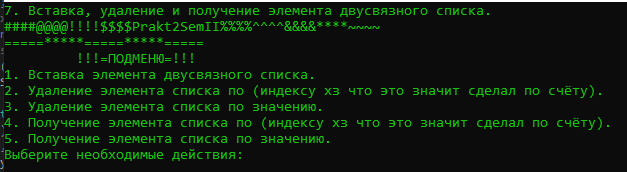 7. Вставка, удаление и получение элемента двусвязного списка.
####@@@@!!!!$$$$Prakt2SemII%%%%^^^^&&&&****~~~~
=====*****=====*****=====
!!!=ПОДМЕНЮ=!!!
1. Вставка элемента двусвязного списка.
2. Удаление элемента списка по (индексу хз что это значит сделал по счёту).
3. Удаление элемента списка по значению.
4. Получение элемента списка по (индексу хз что это значит сделал по счёту).
5. Получение элемента списка по значению.
Выберите необходимые действия: